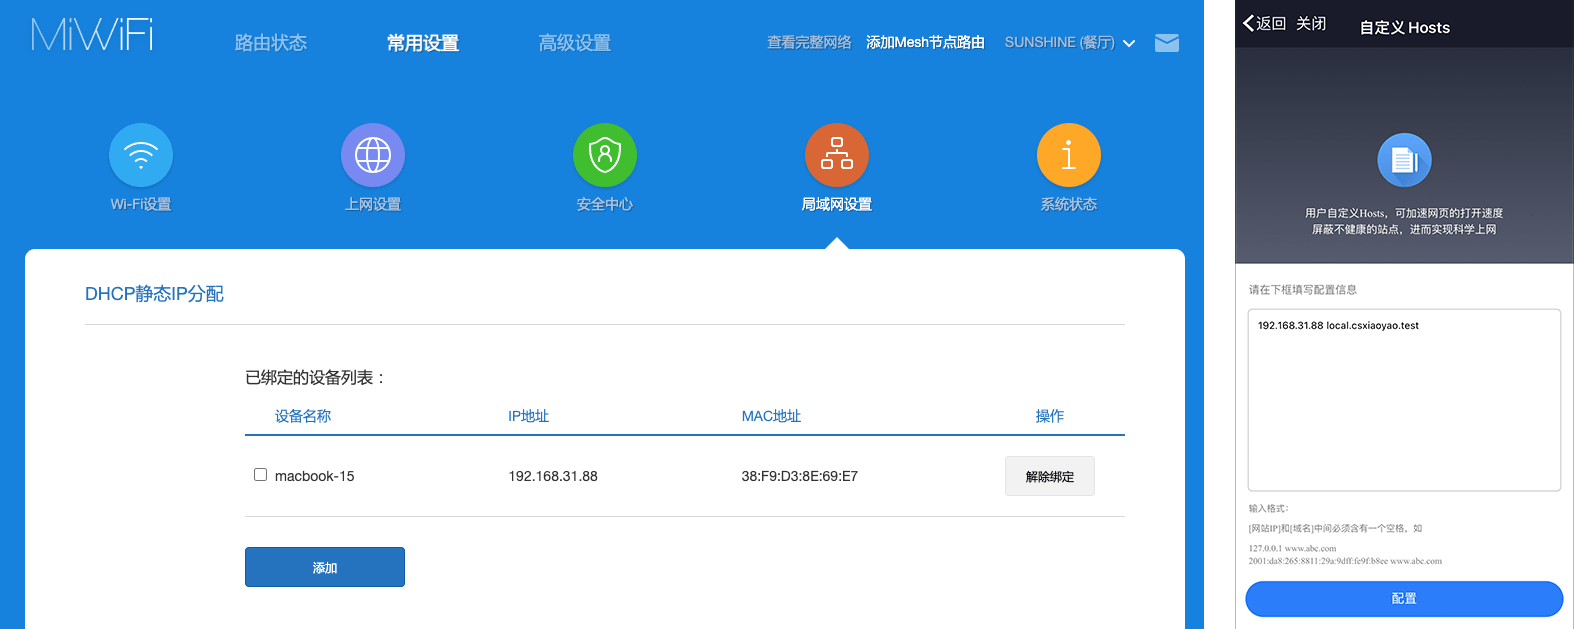 MiWiFi
路由状态
常用设置
高级设置
查看完整网络
添加Mesh节点路由
SUNSHINE (餐厅)
Wi-Fi设置
上网设置
安全中心
局域网设置
系统状态
DHCP静态IP分配
已绑定的设备列表：
设备名称 IP地址 MAC地址 操作
macbook-15 192.168.31.88 38:F9:D3:8E:69:E7 解除绑定
添加
返回 关闭 自定义 Hosts
用户自定义Hosts，可加速网页的打开速度
屏蔽不健康的站点，进而实现科学上网
请在下框填写配置信息
192.168.31.88 local.csxiaoyao.test
输入格式：
[网站IP]和[域名]中间必须含有一个空格，如
127.0.0.1 www.abc.com
2001:da8:265:8811:29a:9dff:fe9f:b8ee www.abc.com
配置